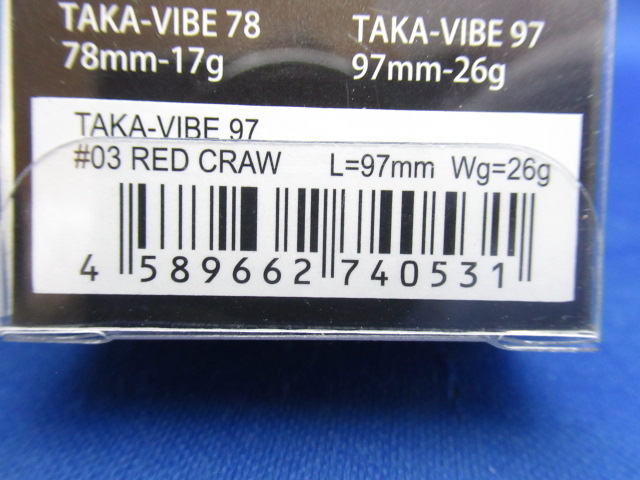 TAKA-VIBE 78 TAKA-VIBE 97
78mm-17g 97mm-26g
TAKA-VIBE 97
#03 RED CRAW L=97mm Wg=26g
4 589662 740531